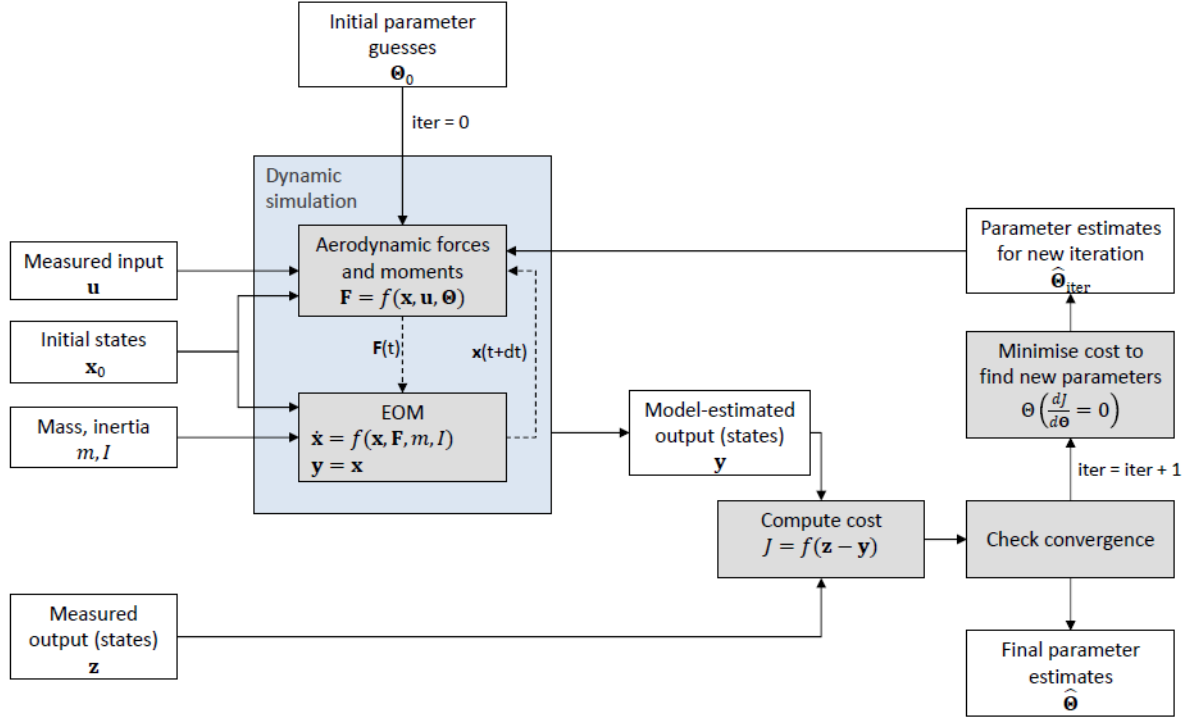 Initial parameter
guesses
𝚯₀
iter = 0
Dynamic
simulation
Aerodynamic forces
and moments
𝐅 = f(𝐱, 𝐮, 𝚯)
Measured input
𝐮
Initial states
𝐱₀
Mass, inertia
m, I
𝐅(t)
𝐱(t+dt)
EOM
ẋ = f(𝐱, 𝐅, m, I)
𝐲 = 𝐱
Model-estimated
output (states)
𝐲
Measured
output (states)
𝐳
Compute cost
J = f(𝐳 − 𝐲)
Check convergence
iter = iter + 1
Minimise cost to
find new parameters
Θ(dJ/d𝚯 = 0)
Parameter estimates
for new iteration
𝚯̂iter
Final parameter
estimates
𝚯̂